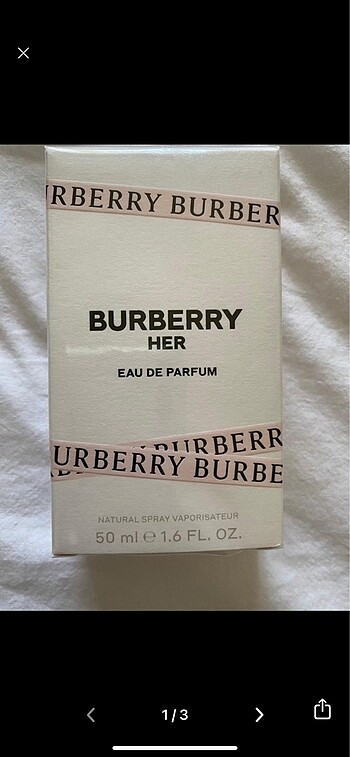 URBERRY BURBER
BURBERRY
HER
EAU DE PARFUM
BURBERR
URBERRY BURBE
NATURAL SPRAY VAPORISATEUR
50 ml ℮ 1.6 FL. OZ.
1/3